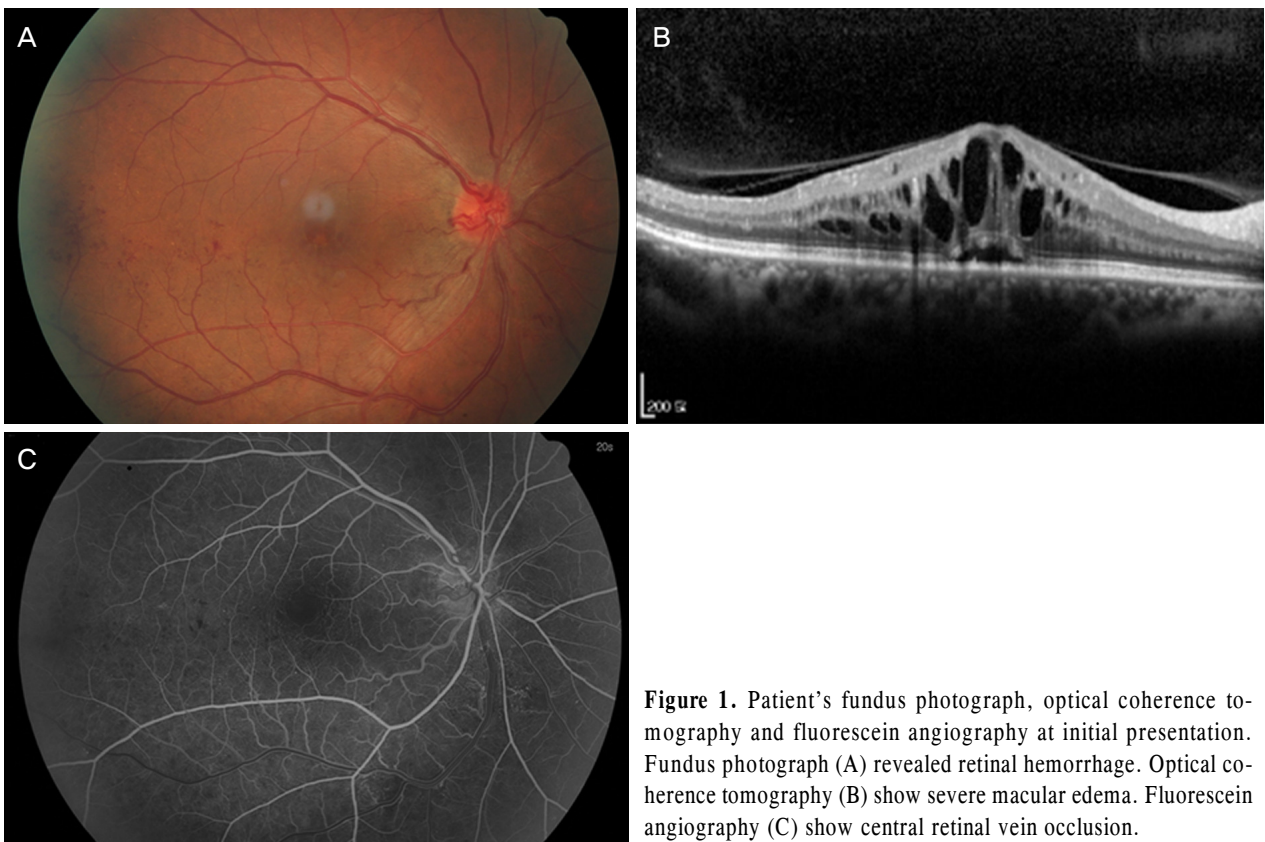 A
B
200 
C
20s
Figure 1. Patient's fundus photograph, optical coherence to-
mography and fluorescein angiography at initial presentation.
Fundus photograph (A) revealed retinal hemorrhage. Optical co-
herence tomography (B) show severe macular edema. Fluorescein
angiography (C) show central retinal vein occlusion.